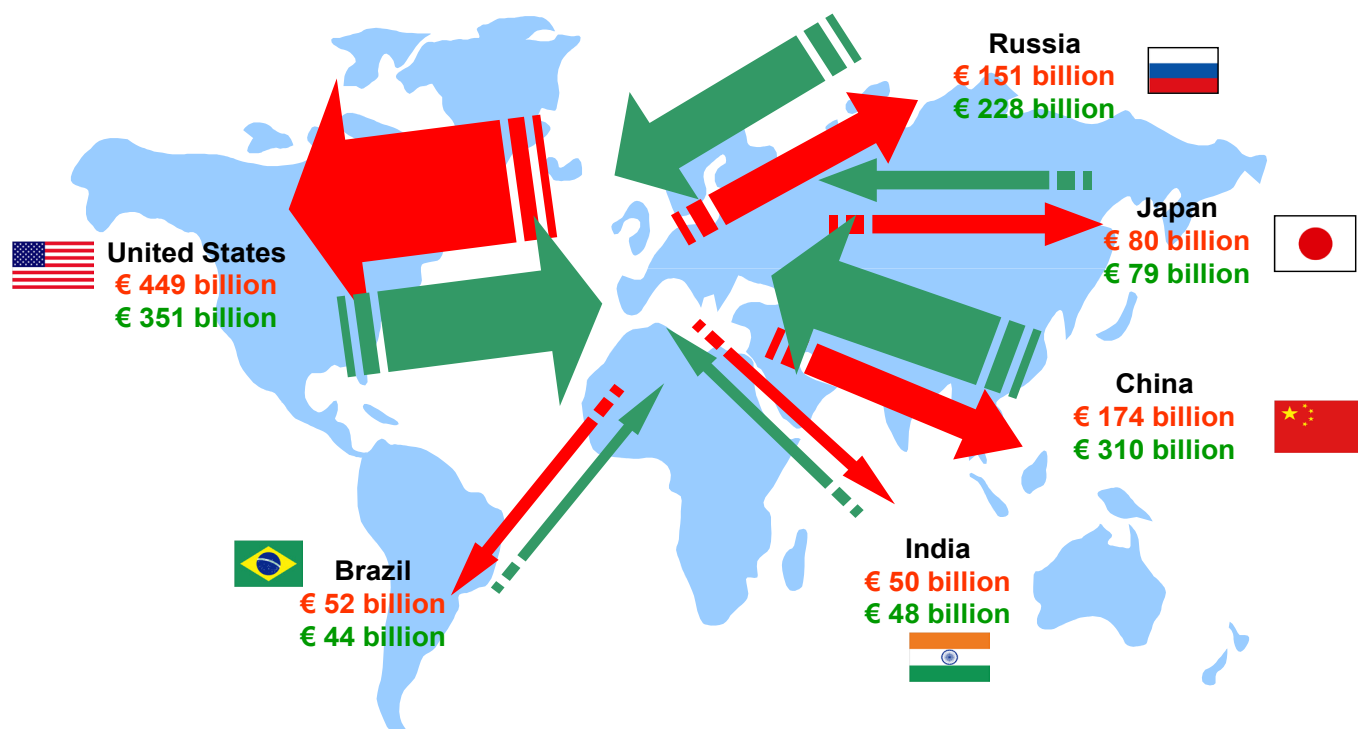 Russia
€ 151 billion
€ 228 billion
Japan
€ 80 billion
€ 79 billion
United States
€ 449 billion
€ 351 billion
China
€ 174 billion
€ 310 billion
India
€ 50 billion
€ 48 billion
Brazil
€ 52 billion
€ 44 billion